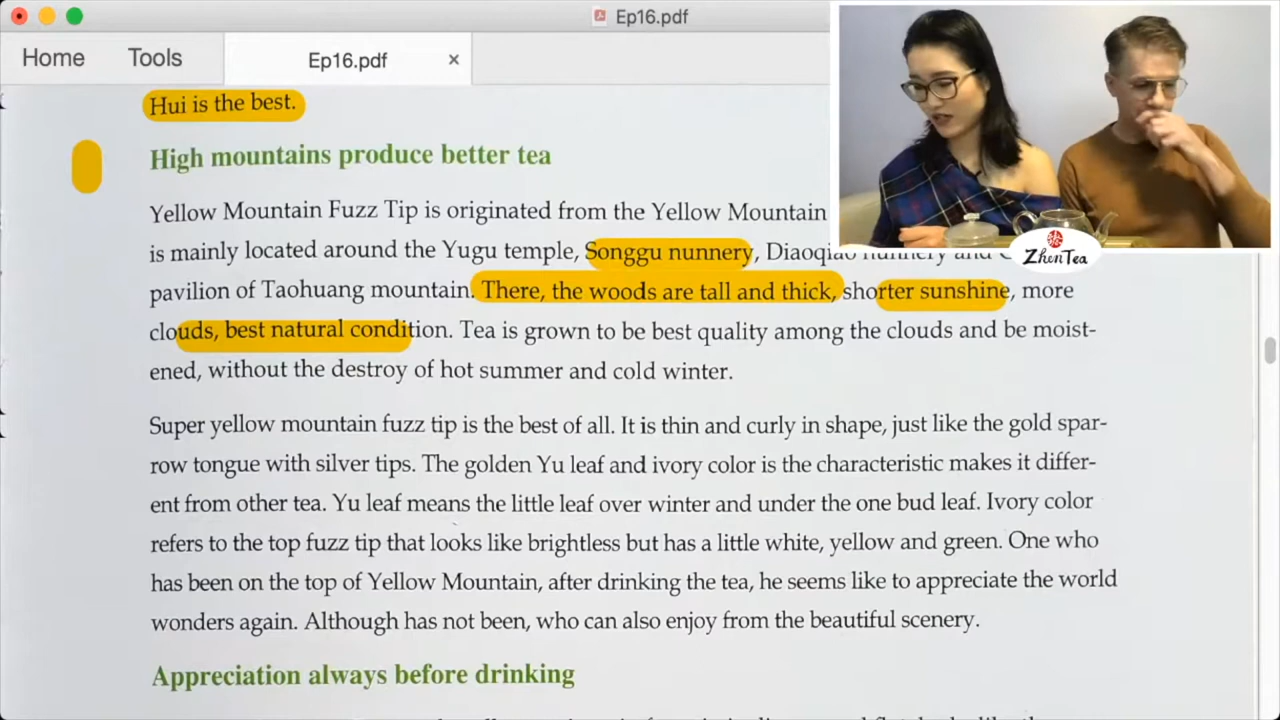 Ep16.pdf
Home Tools Ep16.pdf ×
Hui is the best.
High mountains produce better tea
Yellow Mountain Fuzz Tip is originated from the Yellow Mountain
is mainly located around the Yugu temple, Songgu nunnery, Diaoqiao nunnery and
pavilion of Taohuang mountain. There, the woods are tall and thick, shorter sunshine, more
clouds, best natural condition. Tea is grown to be best quality among the clouds and be moist-
ened, without the destroy of hot summer and cold winter.
Super yellow mountain fuzz tip is the best of all. It is thin and curly in shape, just like the gold spar-
row tongue with silver tips. The golden Yu leaf and ivory color is the characteristic makes it differ-
ent from other tea. Yu leaf means the little leaf over winter and under the one bud leaf. Ivory color
refers to the top fuzz tip that looks like brightless but has a little white, yellow and green. One who
has been on the top of Yellow Mountain, after drinking the tea, he seems like to appreciate the world
wonders again. Although has not been, who can also enjoy from the beautiful scenery.
Appreciation always before drinking
ZhenTea